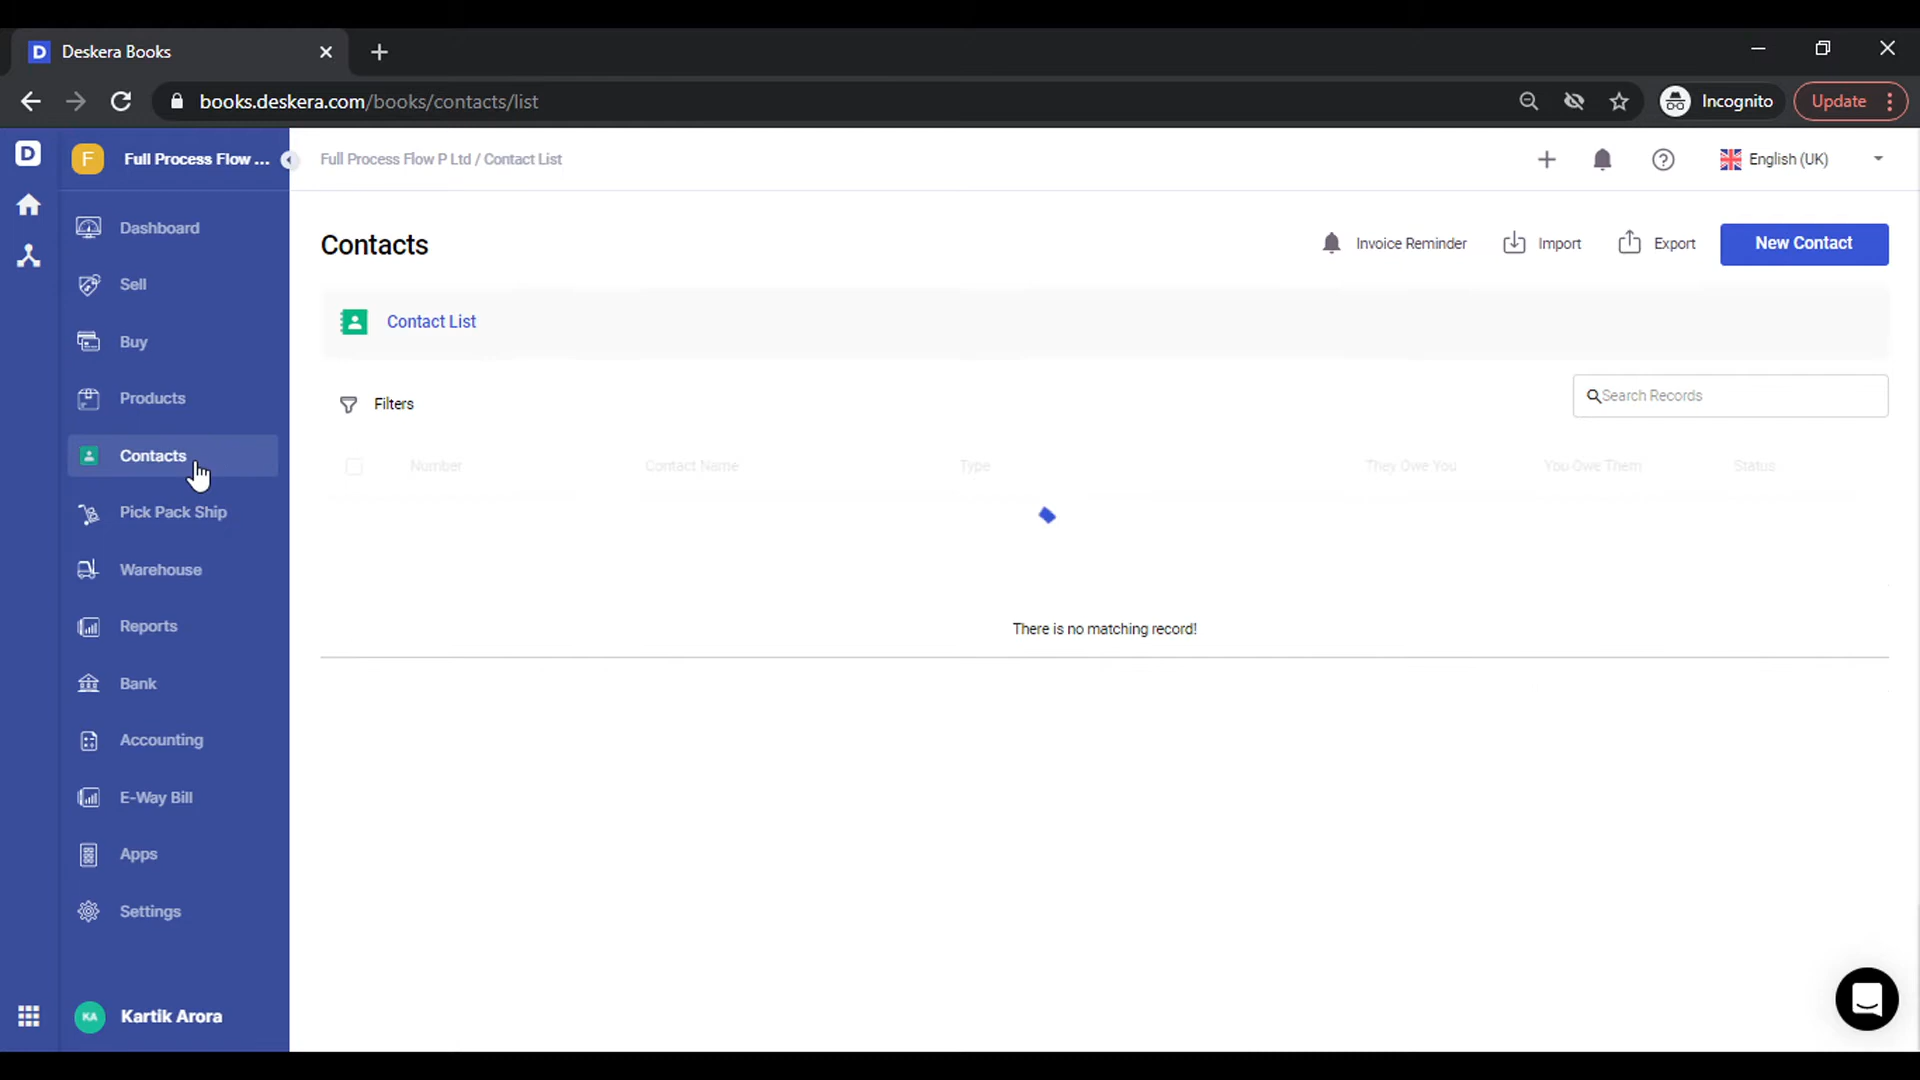 D Deskera Books
books.deskera.com/books/contacts/list
Incognito
Update
D
F Full Process Flow ...
Full Process Flow P Ltd / Contact List
English (UK)
Dashboard
Contacts
Invoice Reminder
Import
Export
New Contact
Sell
Contact List
Buy
Products
Filters
Search Records
Contacts
Number Contact Name Type They Owe You You Owe Them Status
Pick Pack Ship
Warehouse
Reports
There is no matching record!
Bank
Accounting
E-Way Bill
Apps
Settings
KA Kartik Arora